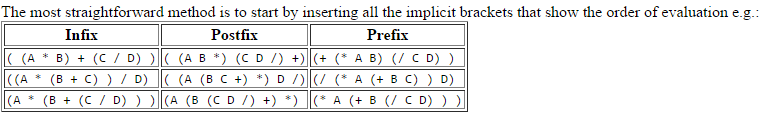 The most straightforward method is to start by inserting all the implicit brackets that show the order of evaluation e.g.:
Infix Postfix Prefix
( (A * B) + (C / D) ) ( (A B *) (C D /) +) (+ (* A B) (/ C D) )
((A * (B + C) ) / D) ( (A (B C +) *) D /) (/ (* A (+ B C) ) D)
(A * (B + (C / D) ) ) (A (B (C D /) +) *) (* A (+ B (/ C D) ) )